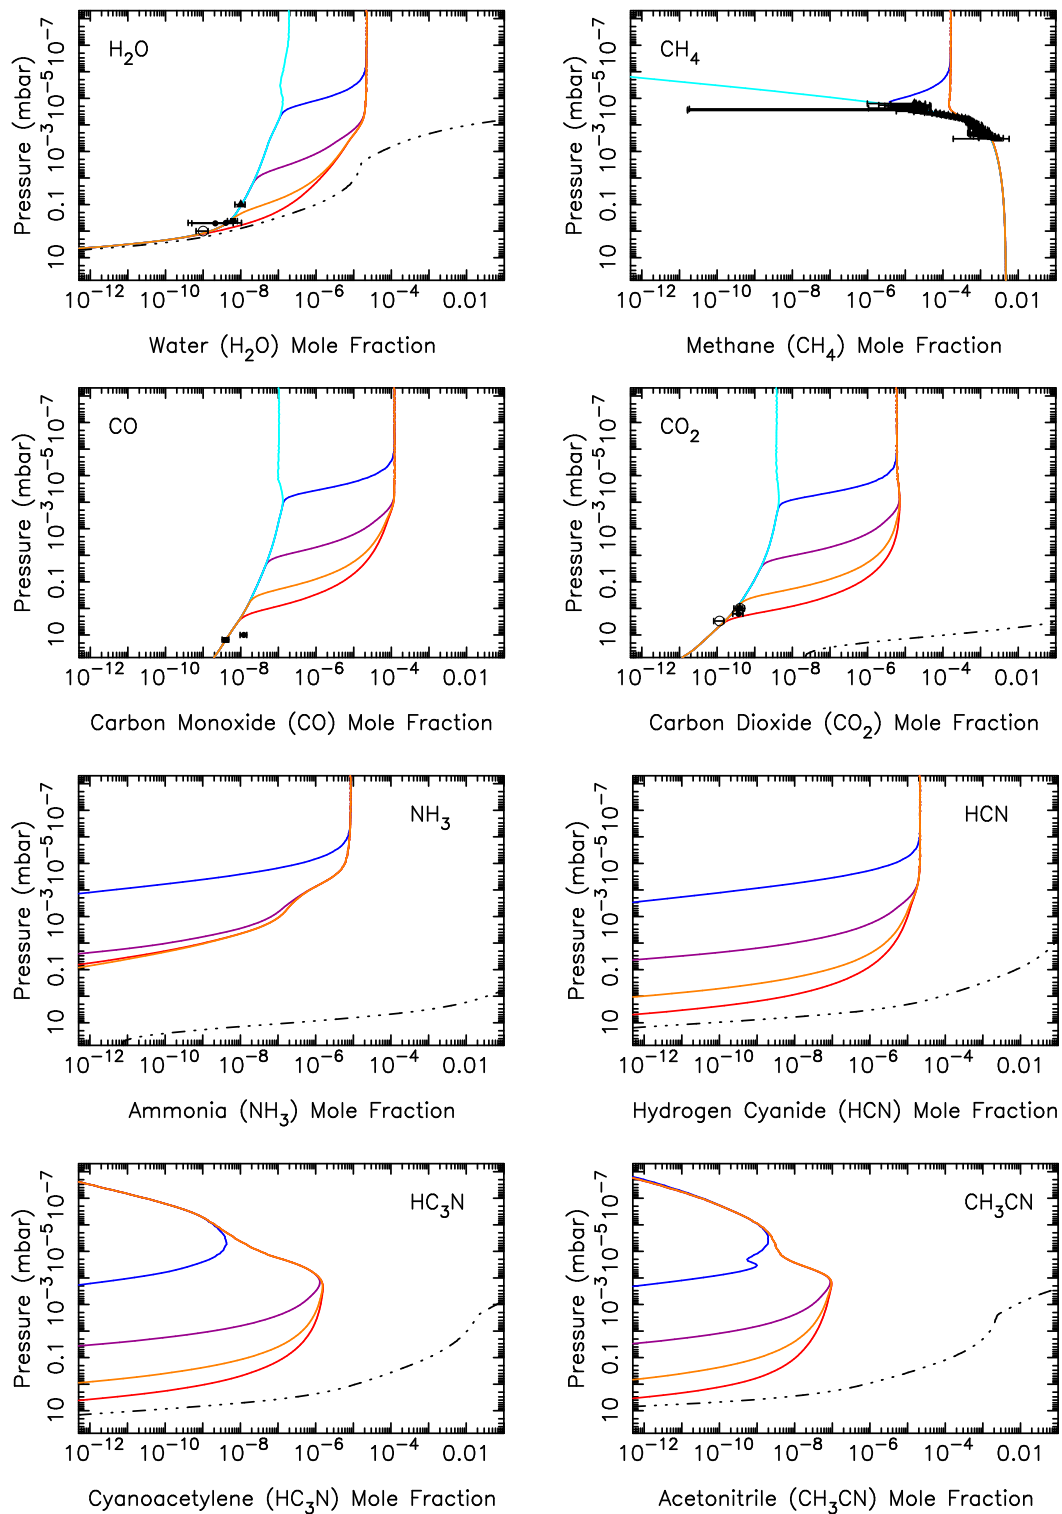 H₂O
Pressure (mbar)
10⁻⁷
10⁻⁵
10⁻³
0.1
10
10⁻¹² 10⁻¹⁰ 10⁻⁸ 10⁻⁶ 10⁻⁴ 0.01
Water (H₂O) Mole Fraction
CH₄
Pressure (mbar)
10⁻⁷
10⁻⁵
10⁻³
0.1
10
10⁻¹² 10⁻¹⁰ 10⁻⁸ 10⁻⁶ 10⁻⁴ 0.01
Methane (CH₄) Mole Fraction
CO
Pressure (mbar)
10⁻⁷
10⁻⁵
10⁻³
0.1
10
10⁻¹² 10⁻¹⁰ 10⁻⁸ 10⁻⁶ 10⁻⁴ 0.01
Carbon Monoxide (CO) Mole Fraction
CO₂
Pressure (mbar)
10⁻⁷
10⁻⁵
10⁻³
0.1
10
10⁻¹² 10⁻¹⁰ 10⁻⁸ 10⁻⁶ 10⁻⁴ 0.01
Carbon Dioxide (CO₂) Mole Fraction
NH₃
Pressure (mbar)
10⁻⁷
10⁻⁵
10⁻³
0.1
10
10⁻¹² 10⁻¹⁰ 10⁻⁸ 10⁻⁶ 10⁻⁴ 0.01
Ammonia (NH₃) Mole Fraction
HCN
Pressure (mbar)
10⁻⁷
10⁻⁵
10⁻³
0.1
10
10⁻¹² 10⁻¹⁰ 10⁻⁸ 10⁻⁶ 10⁻⁴ 0.01
Hydrogen Cyanide (HCN) Mole Fraction
HC₃N
Pressure (mbar)
10⁻⁷
10⁻⁵
10⁻³
0.1
10
10⁻¹² 10⁻¹⁰ 10⁻⁸ 10⁻⁶ 10⁻⁴ 0.01
Cyanoacetylene (HC₃N) Mole Fraction
CH₃CN
Pressure (mbar)
10⁻⁷
10⁻⁵
10⁻³
0.1
10
10⁻¹² 10⁻¹⁰ 10⁻⁸ 10⁻⁶ 10⁻⁴ 0.01
Acetonitrile (CH₃CN) Mole Fraction